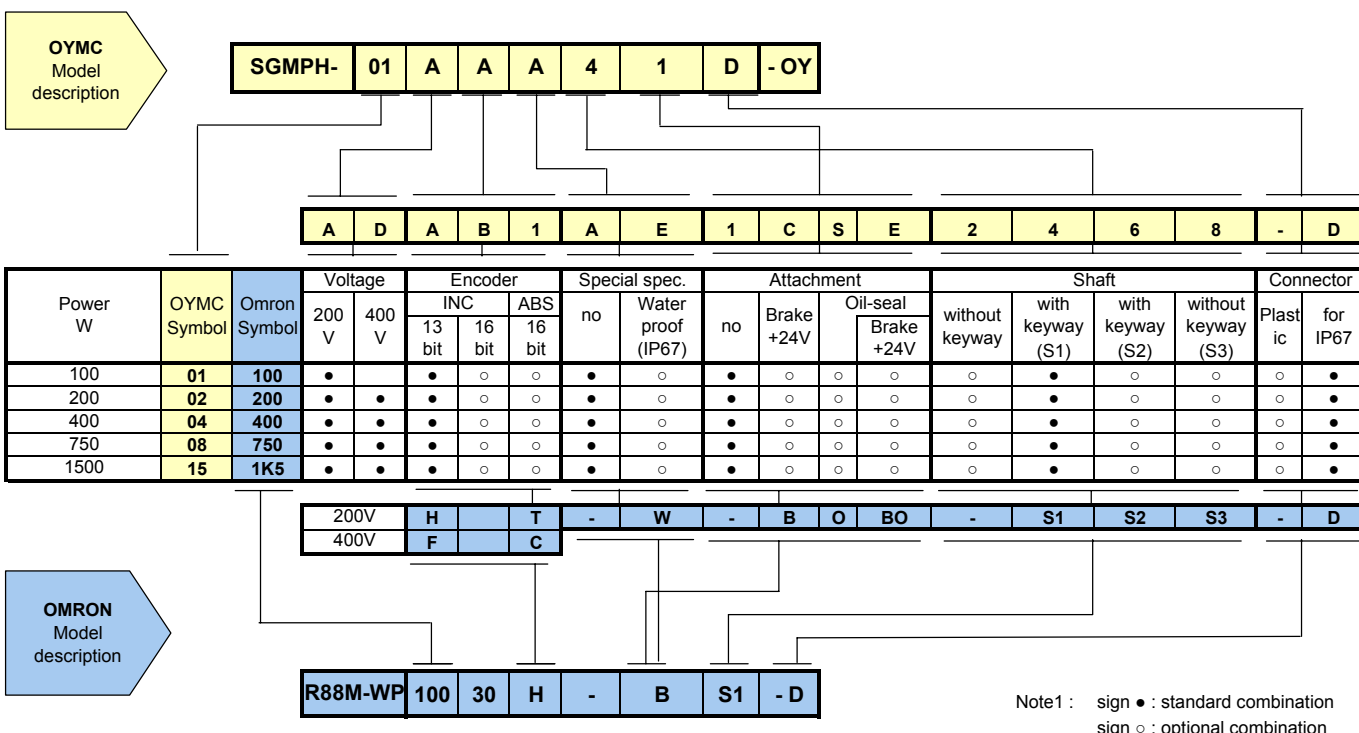 OYMC
Model
description
SGMPH- 01 A A A 4 1 D - OY
A D A B 1 A E 1 C S E 2 4 6 8 - D
Power W OYMC Symbol Omron Symbol Voltage Encoder Special spec. Attachment Shaft Connector
200 V 400 V INC ABS no Water proof (IP67) no Brake +24V Oil-seal without keyway with keyway (S1) with keyway (S2) without keyway (S3) Plast ic for IP67
13 bit 16 bit 16 bit Brake +24V
100 01 100 ● ● ○ ○ ● ○ ● ○ ○ ○ ○ ● ○ ○ ○ ●
200 02 200 ● ● ● ○ ○ ● ○ ● ○ ○ ○ ○ ● ○ ○ ○ ●
400 04 400 ● ● ● ○ ○ ● ○ ● ○ ○ ○ ○ ● ○ ○ ○ ●
750 08 750 ● ● ● ○ ○ ● ○ ● ○ ○ ○ ○ ● ○ ○ ○ ●
1500 15 1K5 ● ● ● ○ ○ ● ○ ● ○ ○ ○ ○ ● ○ ○ ○ ●
200V H T - W - B O BO - S1 S2 S3 - D
400V F C
OMRON
Model
description
R88M-WP 100 30 H - B S1 - D
Note1 : sign ● : standard combination
sign ○ : optional combination